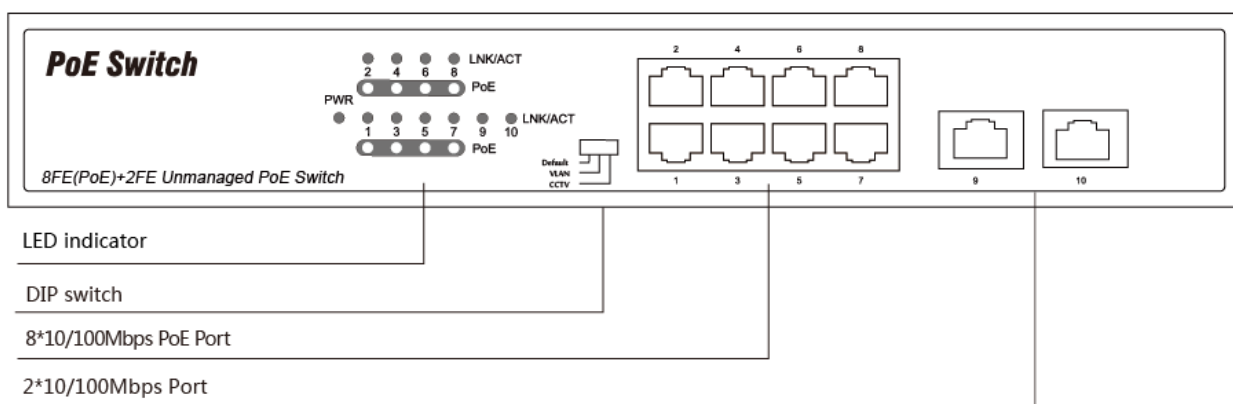 PoE Switch
LNK/ACT
2 4 6 8
PoE
PWR
LNK/ACT
1 3 5 7 9 10
PoE
Default
VLAN
CCTV
8FE(PoE)+2FE Unmanaged PoE Switch
2 4 6 8
1 3 5 7
9 10
LED indicator
DIP switch
8*10/100Mbps PoE Port
2*10/100Mbps Port